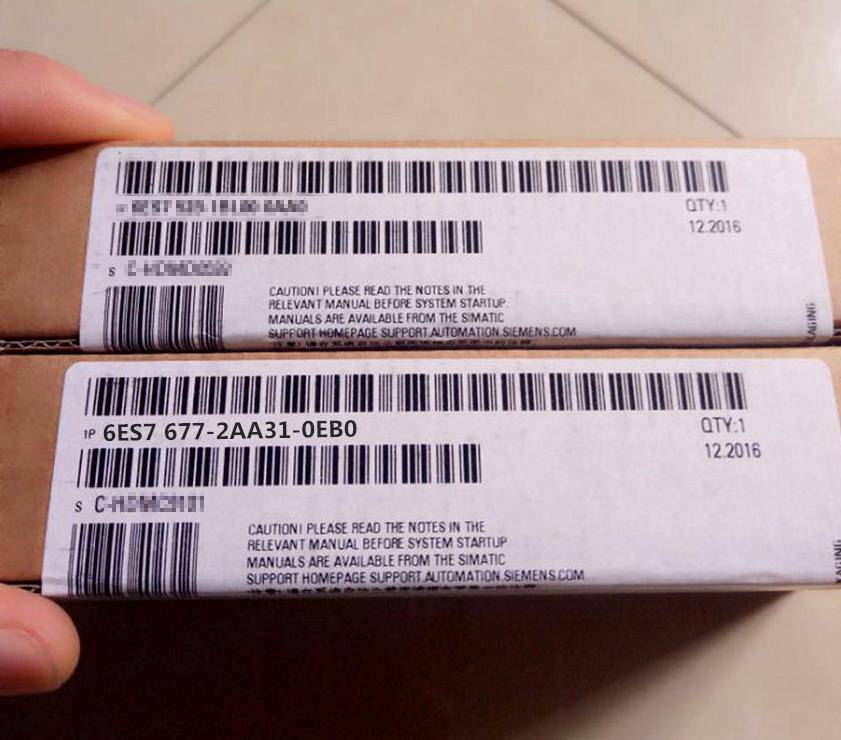 QTY:1
12.2016
S
CAUTION! PLEASE READ THE NOTES IN THE
RELEVANT MANUAL BEFORE SYSTEM STARTUP.
MANUALS ARE AVAILABLE FROM THE SIMATIC
SUPPORT HOMEPAGE SUPPORT.AUTOMATION.SIEMENS.COM
1P 6ES7 677-2AA31-0EB0
QTY:1
12.2016
S
CAUTION! PLEASE READ THE NOTES IN THE
RELEVANT MANUAL BEFORE SYSTEM STARTUP
MANUALS ARE AVAILABLE FROM THE SIMATIC
SUPPORT HOMEPAGE SUPPORT.AUTOMATION.SIEMENS.COM